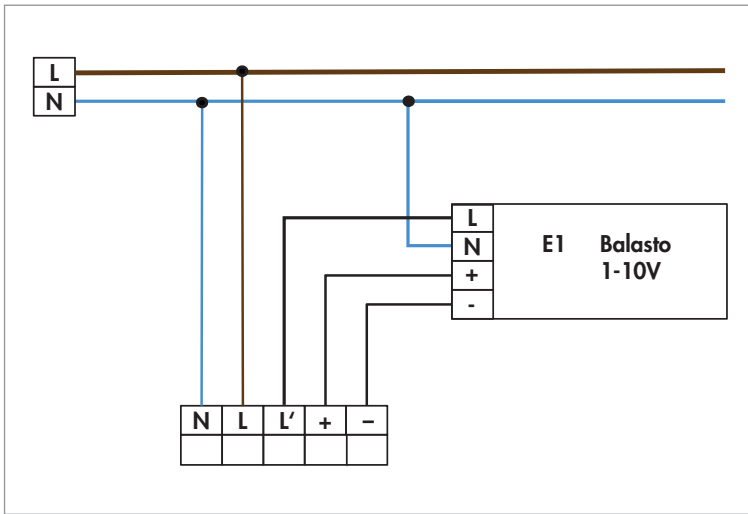 L
N
L
N
+
-
E1 Balasto
1-10V
N L L‘ + –